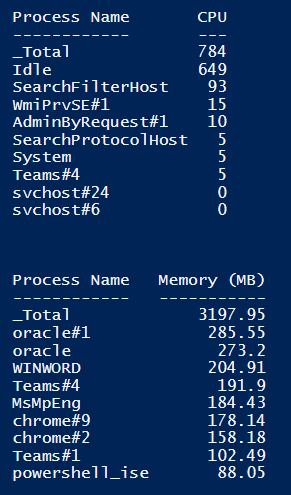 Process Name       CPU
------------       ---
_Total             784
Idle               649
SearchFilterHost    93
WmiPrvSE#1          15
AdminByRequest#1    10
SearchProtocolHost   5
System               5
Teams#4              5
svchost#24           0
svchost#6            0
Process Name   Memory (MB)
------------   -----------
_Total             3197.95
oracle#1            285.55
oracle               273.2
WINWORD             204.91
Teams#4              191.9
MsMpEng             184.43
chrome#9            178.14
chrome#2            158.18
Teams#1             102.49
powershell_ise       88.05